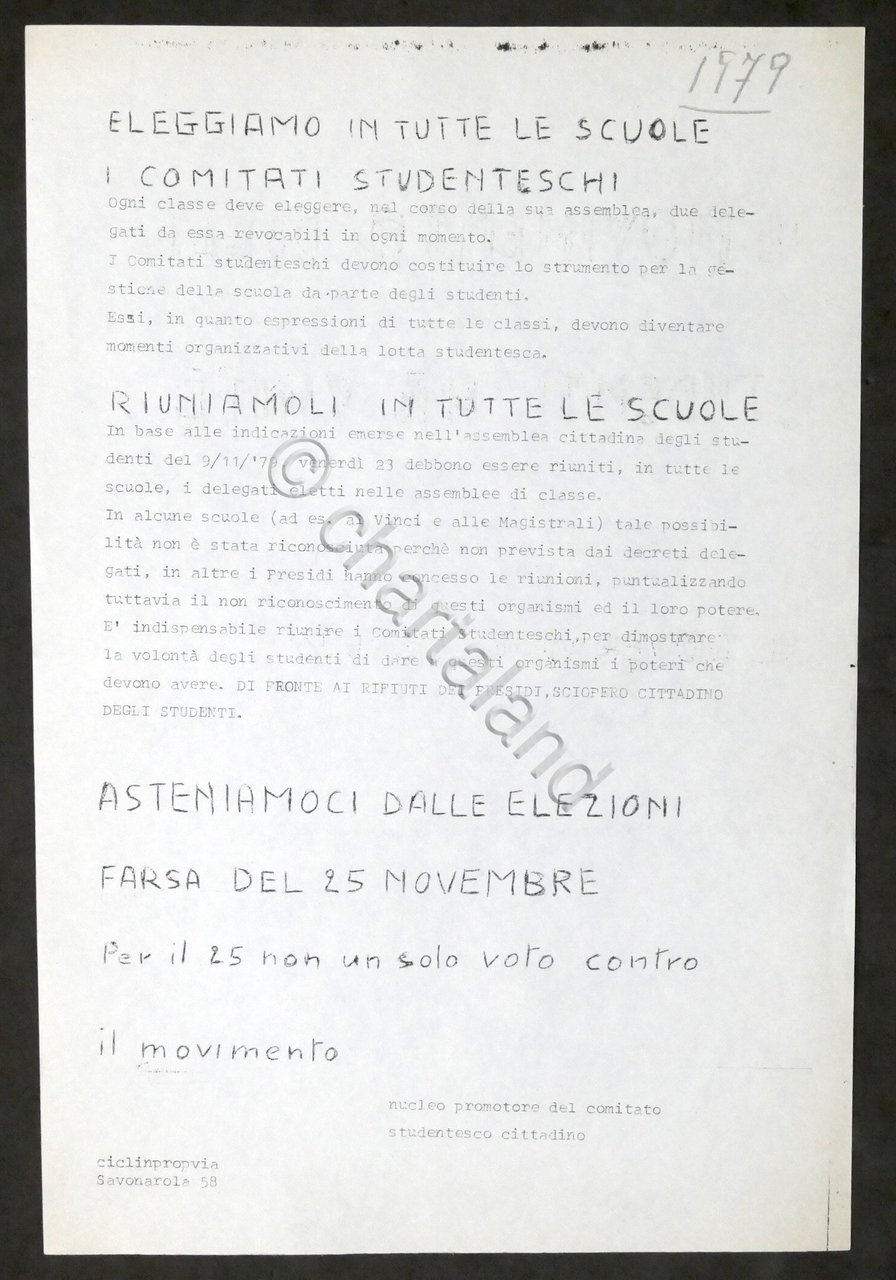 1979
ELEGGIAMO IN TUTTE LE SCUOLE
I COMITATI STUDENTESCHI
Ogni classe deve eleggere, nel corso della sua assemblea, due dele-
gati da essa revocabili in ogni momento.
I Comitati studenteschi devono costituire lo strumento per la ge-
stione della scuola da parte degli studenti.
Essi, in quanto espressioni di tutte le classi, devono diventare
momenti organizzativi della lotta studentesca.
RIUNIAMOLI IN TUTTE LE SCUOLE
In base alle indicazioni emerse nell'assemblea cittadina degli stu-
denti del 9/11/'79, venerdì 23 debbono essere riuniti, in tutte le
scuole, i delegati eletti nelle assemblee di classe.
In alcune scuole (ad es. al Vinci e alle Magistrali) tale possibi-
lità non è stata riconosciuta perchè non prevista dai decreti dele-
gati, in altre i Presidi hanno concesso le riunioni, puntualizzando
tuttavia il non riconoscimento di questi organismi ed il loro potere.
E' indispensabile riunire i Comitati Studenteschi,per dimostrare
la volontà degli studenti di dare a questi organismi i poteri che
devono avere. DI FRONTE AI RIFIUTI DEI PRESIDI,SCIOPERO CITTADINO
DEGLI STUDENTI.
ASTENIAMOCI DALLE ELEZIONI
FARSA DEL 25 NOVEMBRE
Per il 25 non un solo voto contro
il movimento
nucleo promotore del comitato
studentesco cittadino
ciclinpropvia
Savonarola 58
© chartaland